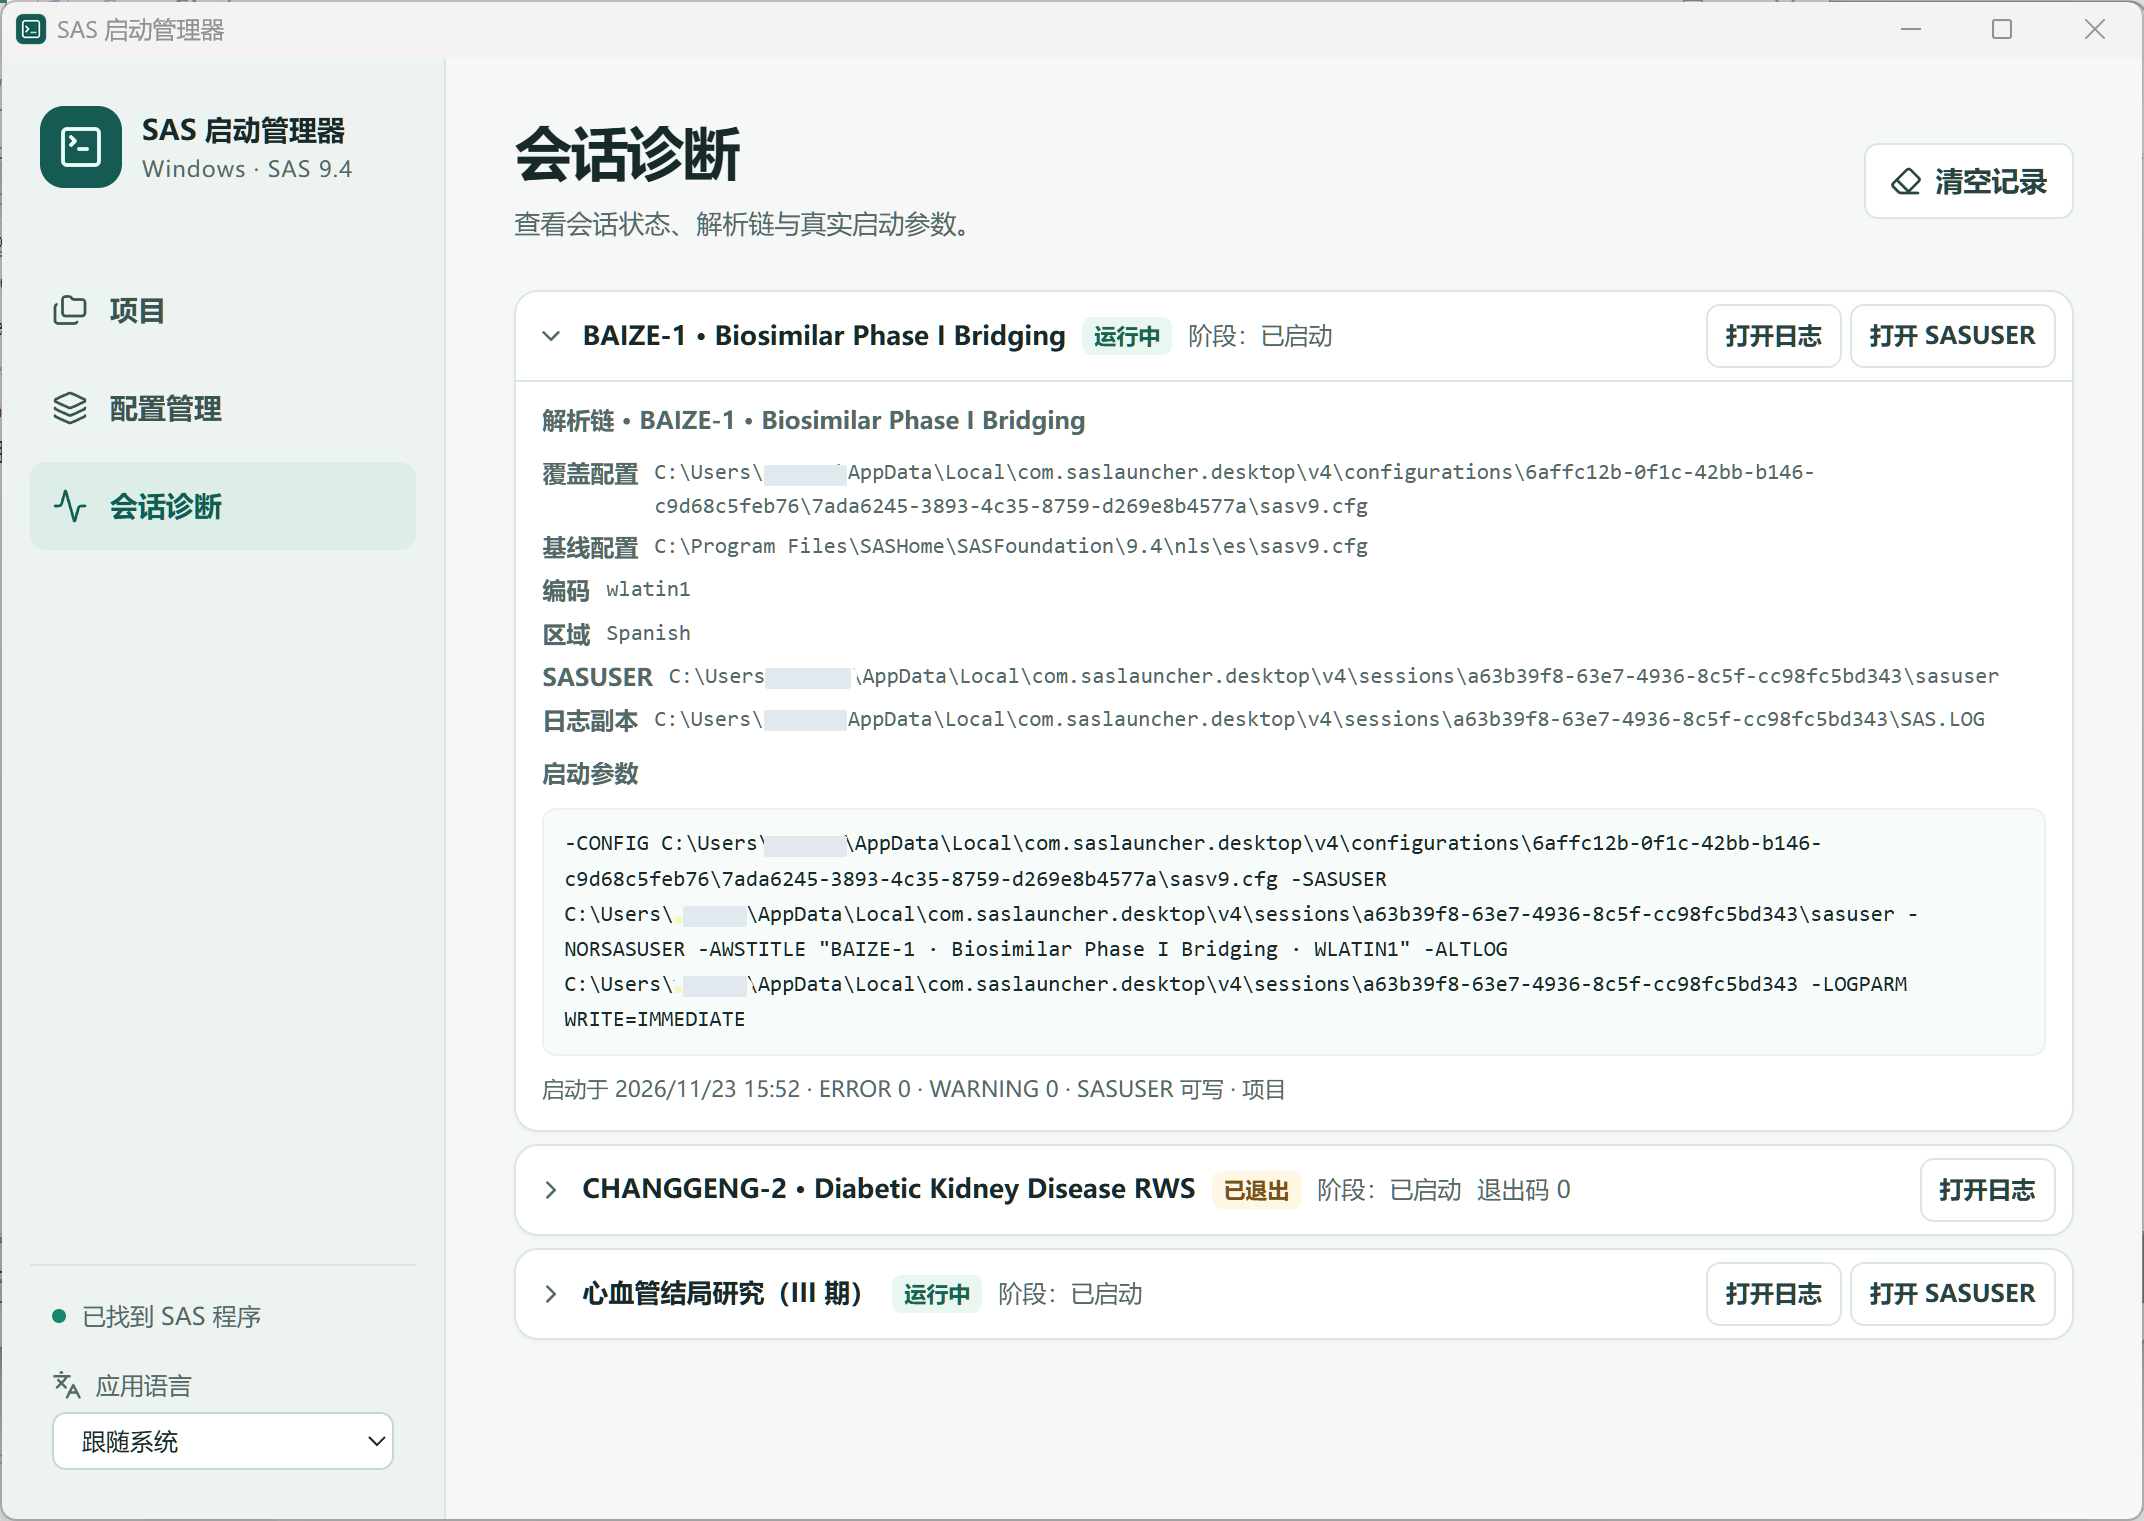 SAS 启动管理器
SAS 启动管理器
Windows · SAS 9.4
项目
配置管理
会话诊断
已找到 SAS 程序
应用语言
跟随系统
会话诊断
查看会话状态、解析链与真实启动参数。
清空记录
BAIZE-1 • Biosimilar Phase I Bridging 运行中 阶段：已启动 打开日志 打开 SASUSER
解析链 • BAIZE-1 • Biosimilar Phase I Bridging
覆盖配置 C:\Users\ AppData\Local\com.saslauncher.desktop\v4\configurations\6affc12b-0f1c-42bb-b146-
c9d68c5feb76\7ada6245-3893-4c35-8759-d269e8b4577a\sasv9.cfg
基线配置 C:\Program Files\SASHome\SASFoundation\9.4\nls\es\sasv9.cfg
编码 wlatin1
区域 Spanish
SASUSER C:\Users \AppData\Local\com.saslauncher.desktop\v4\sessions\a63b39f8-63e7-4936-8c5f-cc98fc5bd343\sasuser
日志副本 C:\Users\ AppData\Local\com.saslauncher.desktop\v4\sessions\a63b39f8-63e7-4936-8c5f-cc98fc5bd343\SAS.LOG
启动参数
-CONFIG C:\Users\ \AppData\Local\com.saslauncher.desktop\v4\configurations\6affc12b-0f1c-42bb-b146-
c9d68c5feb76\7ada6245-3893-4c35-8759-d269e8b4577a\sasv9.cfg -SASUSER
C:\Users\ \AppData\Local\com.saslauncher.desktop\v4\sessions\a63b39f8-63e7-4936-8c5f-cc98fc5bd343\sasuser -
NORSASUSER -AWSTITLE "BAIZE-1 · Biosimilar Phase I Bridging · WLATIN1" -ALTLOG
C:\Users\ \AppData\Local\com.saslauncher.desktop\v4\sessions\a63b39f8-63e7-4936-8c5f-cc98fc5bd343 -LOGPARM
WRITE=IMMEDIATE
启动于 2026/11/23 15:52 · ERROR 0 · WARNING 0 · SASUSER 可写 · 项目
CHANGGENG-2 • Diabetic Kidney Disease RWS 已退出 阶段：已启动 退出码 0 打开日志
心血管结局研究（III 期） 运行中 阶段：已启动 打开日志 打开 SASUSER